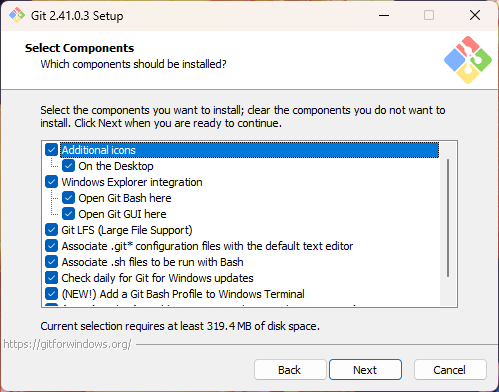 Git 2.41.0.3 Setup
Select Components
Which components should be installed?
Select the components you want to install; clear the components you do not want to
install. Click Next when you are ready to continue.
Additional icons
On the Desktop
Windows Explorer integration
Open Git Bash here
Open Git GUI here
Git LFS (Large File Support)
Associate .git* configuration files with the default text editor
Associate .sh files to be run with Bash
Check daily for Git for Windows updates
(NEW!) Add a Git Bash Profile to Windows Terminal
Current selection requires at least 319.4 MB of disk space.
https://gitforwindows.org/
Back
Next
Cancel